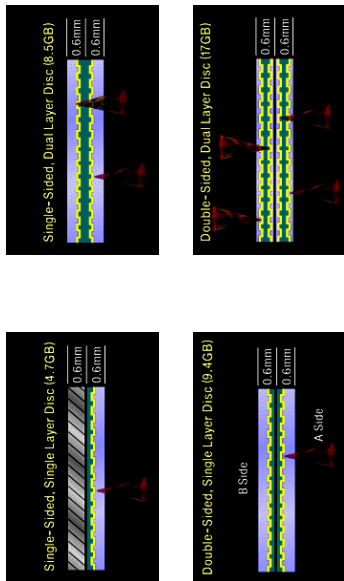 Single-Sided, Single Layer Disc (4.7GB)
0.6mm
0.6mm
Single-Sided, Dual Layer Disc (8.5GB)
0.6mm
0.6mm
Double-Sided, Single Layer Disc (9.4GB)
B Side
0.6mm
0.6mm
A Side
Double-Sided, Dual Layer Disc (17GB)
0.6mm
0.6mm